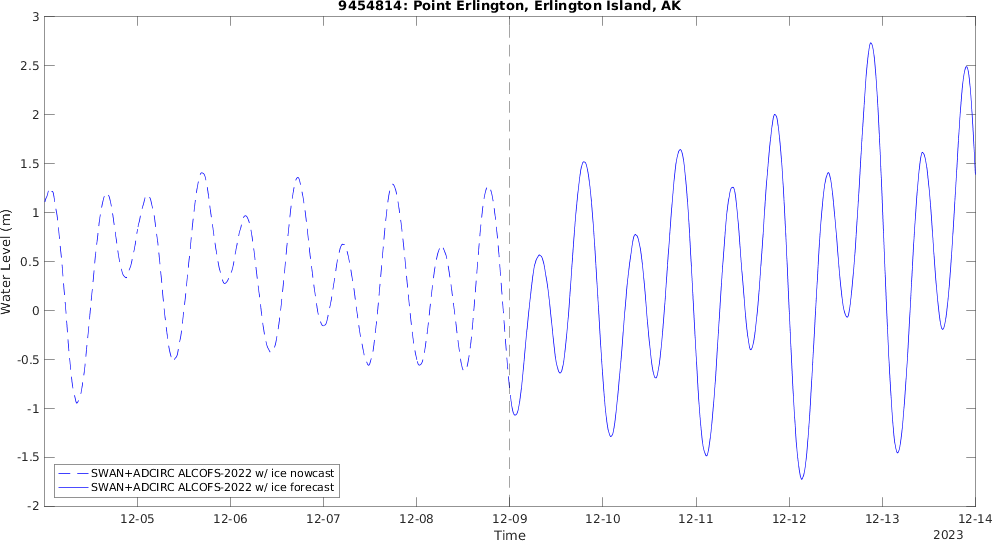 9454814: Point Erlington, Erlington Island, AK
3
2.5
2
1.5
1
0.5
0
-0.5
-1
-1.5
-2
Water Level (m)
SWAN+ADCIRC ALCOFS-2022 w/ ice nowcast
SWAN+ADCIRC ALCOFS-2022 w/ ice forecast
12-05 12-06 12-07 12-08 12-09 12-10 12-11 12-12 12-13 12-14
Time
2023